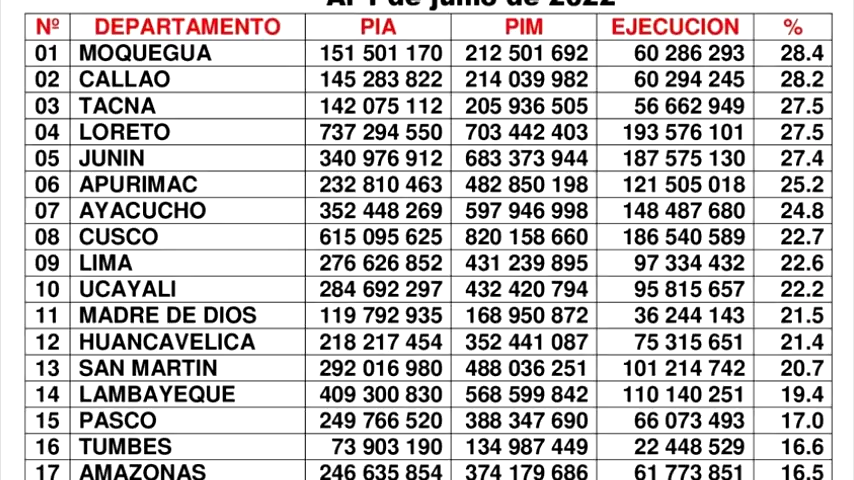 Al 1 de junio de 2022
Nº DEPARTAMENTO PIA PIM EJECUCION %
01 MOQUEGUA 151 501 170 212 501 692 60 286 293 28.4
02 CALLAO 145 283 822 214 039 982 60 294 245 28.2
03 TACNA 142 075 112 205 936 505 56 662 949 27.5
04 LORETO 737 294 550 703 442 403 193 576 101 27.5
05 JUNIN 340 976 912 683 373 944 187 575 130 27.4
06 APURIMAC 232 810 463 482 850 198 121 505 018 25.2
07 AYACUCHO 352 448 269 597 946 998 148 487 680 24.8
08 CUSCO 615 095 625 820 158 660 186 540 589 22.7
09 LIMA 276 626 852 431 239 895 97 334 432 22.6
10 UCAYALI 284 692 297 432 420 794 95 815 657 22.2
11 MADRE DE DIOS 119 792 935 168 950 872 36 244 143 21.5
12 HUANCAVELICA 218 217 454 352 441 087 75 315 651 21.4
13 SAN MARTIN 292 016 980 488 036 251 101 214 742 20.7
14 LAMBAYEQUE 409 300 830 568 599 842 110 140 251 19.4
15 PASCO 249 766 520 388 347 690 66 073 493 17.0
16 TUMBES 73 903 190 134 987 449 22 448 529 16.6
17 AMAZONAS 246 635 854 374 179 686 61 773 851 16.5